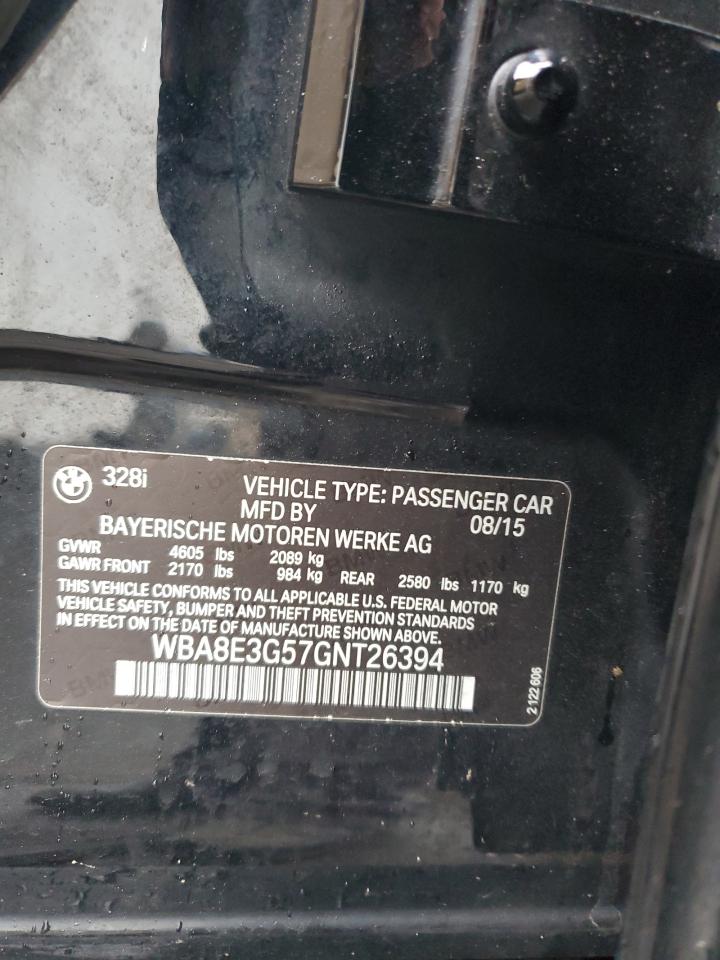 328i
VEHICLE TYPE: PASSENGER CAR
MFD BY 08/15
BAYERISCHE MOTOREN WERKE AG
GVWR 4605 lbs 2089 kg
GAWR FRONT 2170 lbs 984 kg REAR 2580 lbs 1170 kg
THIS VEHICLE CONFORMS TO ALL APPLICABLE U.S. FEDERAL MOTOR
VEHICLE SAFETY, BUMPER AND THEFT PREVENTION STANDARDS
IN EFFECT ON THE DATE OF MANUFACTURE SHOWN ABOVE.
WBA8E3G57GNT26394
2 122 606